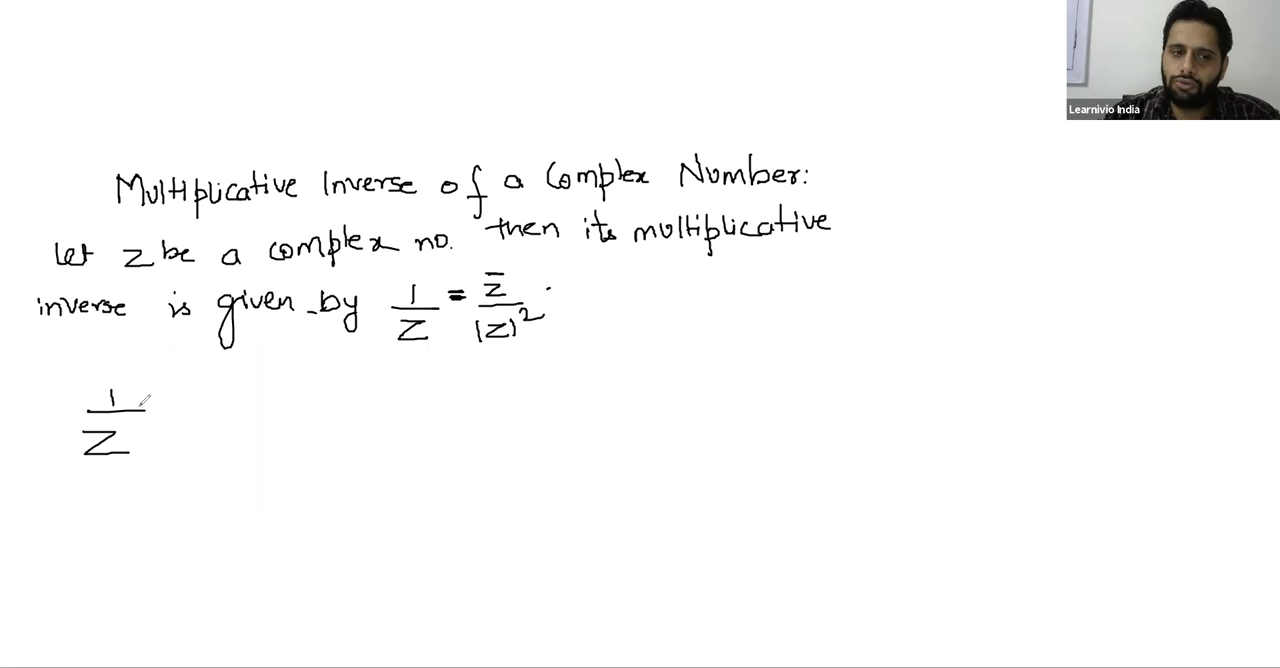 Learnivio India
Multiplicative Inverse of a Complex Number:
let z be a complex no. then its multiplicative
inverse is given by 1/z = z̅/|z|².
1/z